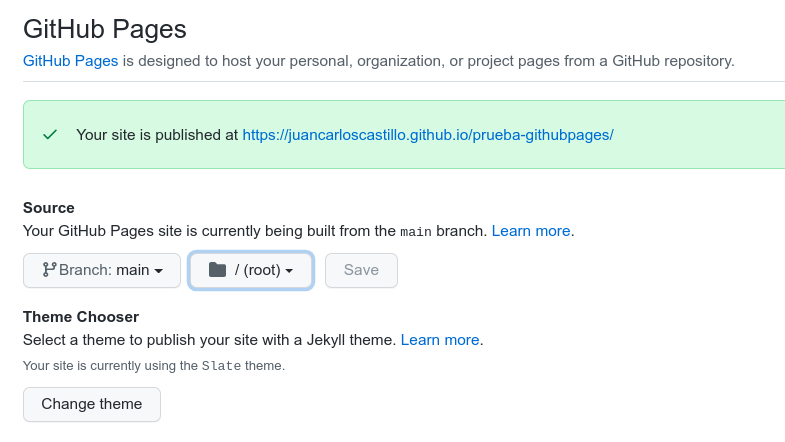 GitHub Pages
GitHub Pages is designed to host your personal, organization, or project pages from a GitHub repository.
Your site is published at https://juancarloscastillo.github.io/prueba-githubpages/
Source
Your GitHub Pages site is currently being built from the main branch. Learn more.
Branch: main / (root) Save
Theme Chooser
Select a theme to publish your site with a Jekyll theme. Learn more.
Your site is currently using the Slate theme.
Change theme